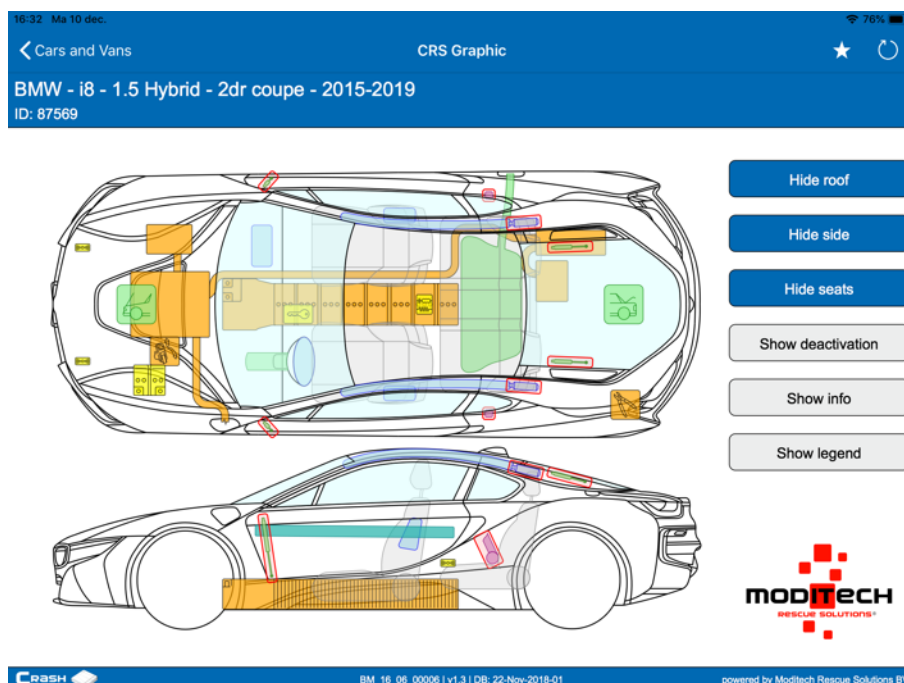 16:32 Ma 10 dec. 76%
Cars and Vans CRS Graphic
BMW - i8 - 1.5 Hybrid - 2dr coupe - 2015-2019
ID: 87569
Hide roof
Hide side
Hide seats
Show deactivation
Show info
Show legend
MODITECH
RESCUE SOLUTIONS®
CRASH BM_16_06_00006 | v1.3 | DB: 22-Nov-2018-01 powered by Moditech Rescue Solutions BV